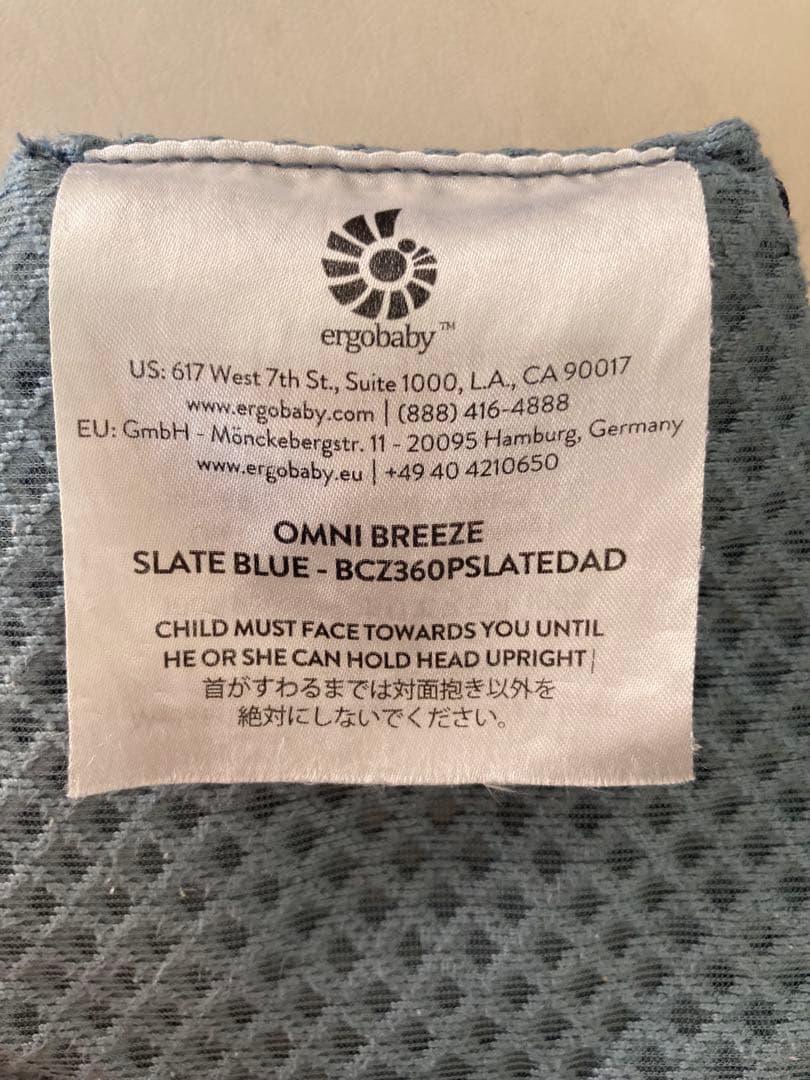 ergobaby™
US: 617 West 7th St., Suite 1000, L.A., CA 90017
www.ergobaby.com | (888) 416-4888
EU: GmbH - Mönckebergstr. 11 - 20095 Hamburg, Germany
www.ergobaby.eu | +49 40 4210650
OMNI BREEZE
SLATE BLUE - BCZ360PSLATEDAD
CHILD MUST FACE TOWARDS YOU UNTIL
HE OR SHE CAN HOLD HEAD UPRIGHT |
首がすわるまでは対面抱き以外を
絶対にしないでください。